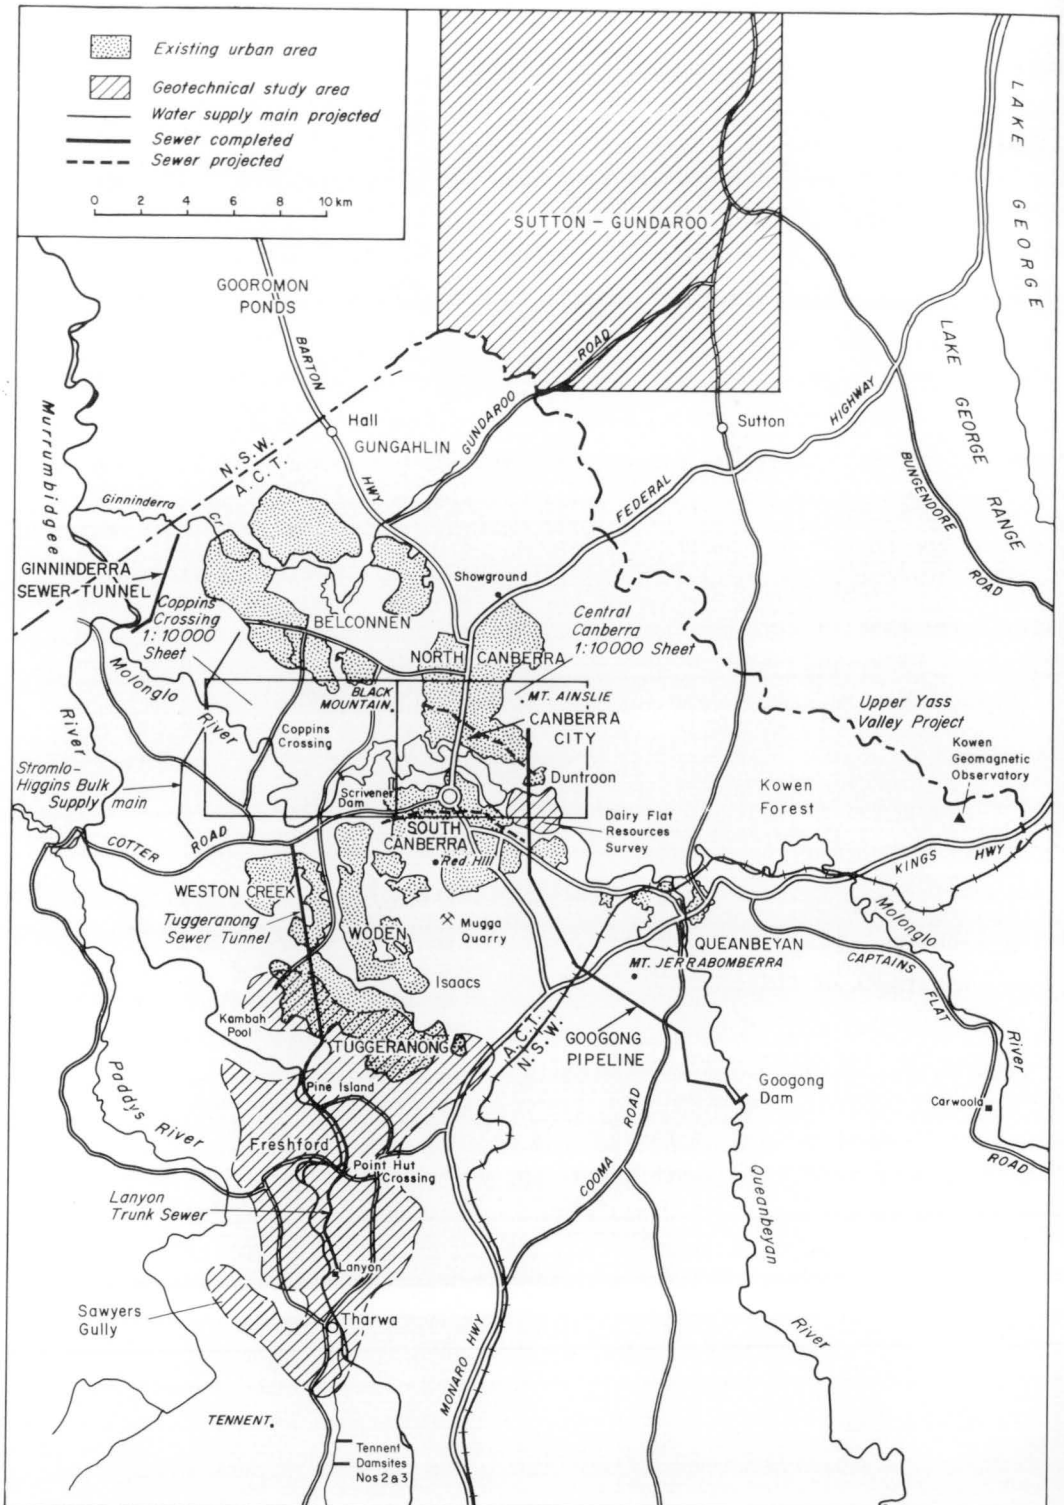 Existing urban area
Geotechnical study area
Water supply main projected
Sewer completed
Sewer projected
0 2 4 6 8 10 km
LAKE GEORGE
SUTTON – GUNDAROO
GOOROMON
PONDS
BARTON
HWY
ROAD
GUNDAROO
LAKE GEORGE RANGE
HIGHWAY
FEDERAL
Hall
Sutton
GUNGAHLIN
Murrumbidgee
River
N.S.W.
A.C.T.
BUNGENDORE
ROAD
Ginninderra
Cr.
GINNINDERRA
SEWER TUNNEL
Showground
Coppins
Crossing
1:10000
Sheet
BELCONNEN
Central
Canberra
1:10000 Sheet
NORTH CANBERRA
Molonglo
River
BLACK
MOUNTAIN
MT. AINSLIE
CANBERRA
CITY
Upper Yass
Valley Project
Coppins
Crossing
Kowen
Geomagnetic
Observatory
Stromlo–
Higgins Bulk
Supply main
Scrivener
Dam
Duntroon
Kowen
Forest
Dairy Flat
Resources
Survey
SOUTH
CANBERRA
Red Hill
COTTER
ROAD
KINGS
HWY
WESTON CREEK
Tuggeranong
Sewer Tunnel
WODEN
Mugga
Quarry
Molonglo
River
QUEANBEYAN
MT. JERRABOMBERRA
CAPTAINS
FLAT
ROAD
Isaacs
Kambah
Pool
TUGGERANONG
A.C.T.
N.S.W.
GOOGONG
PIPELINE
Googong
Dam
Pine Island
Carwoola
Paddys River
Freshford
Point Hut
Crossing
COOMA
ROAD
Lanyon
Trunk Sewer
Queanbeyan
River
Lanyon
Sawyers
Gully
Tharwa
MONARO HWY
TENNENT
Tennent
Damsites
Nos 2&3